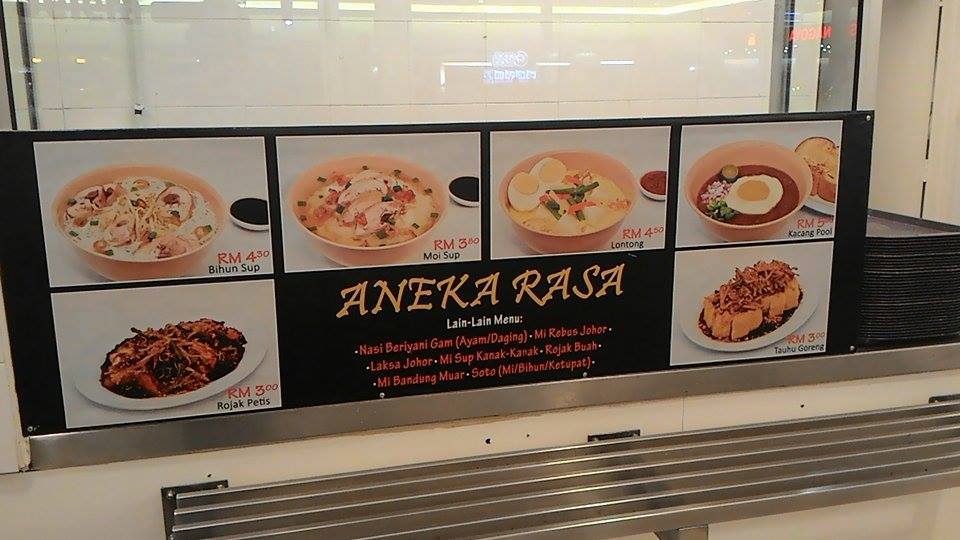 RM 4.30
Bihun Sup
RM 3.80
Moi Sup
RM 4.50
Lontong
RM 5
Kacang Pool
RM 3.00
Rojak Petis
ANEKA RASA
Lain-Lain Menu:
• Nasi Beriyani Gam (Ayam/Daging) • Mi Rebus Johor •
• Laksa Johor • Mi Sup Kanak-Kanak • Rojak Buah •
• Mi Bandung Muar • Soto (Mi/Bihun/Ketupat) •
RM 3.00
Tauhu Goreng